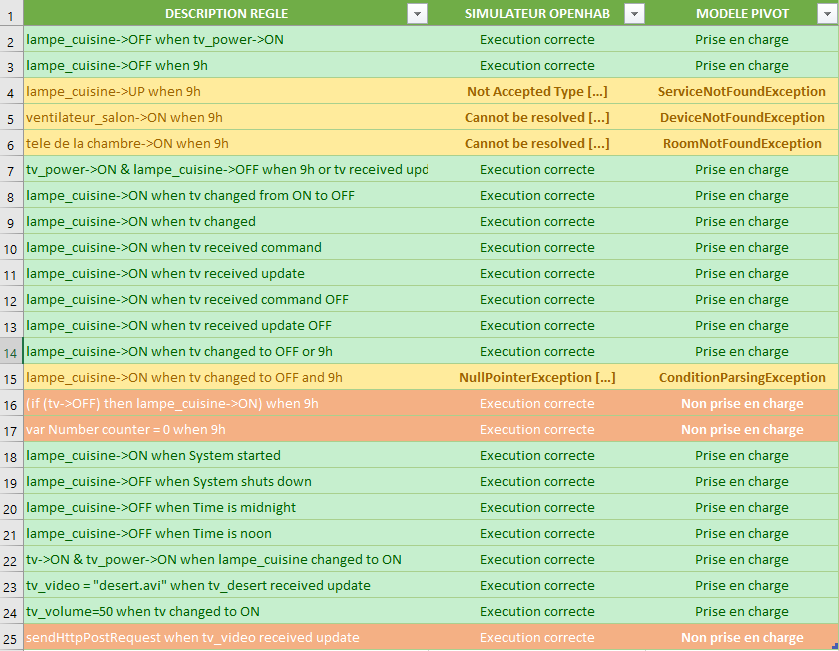 1 DESCRIPTION REGLE SIMULATEUR OPENHAB MODELE PIVOT
2 lampe_cuisine->OFF when tv_power->ON Execution correcte Prise en charge
3 lampe_cuisine->OFF when 9h Execution correcte Prise en charge
4 lampe_cuisine->UP when 9h Not Accepted Type [...] ServiceNotFoundException
5 ventilateur_salon->ON when 9h Cannot be resolved [...] DeviceNotFoundException
6 tele de la chambre->ON when 9h Cannot be resolved [...] RoomNotFoundException
7 tv_power->ON & lampe_cuisine->OFF when 9h or tv received upd Execution correcte Prise en charge
8 lampe_cuisine->ON when tv changed from ON to OFF Execution correcte Prise en charge
9 lampe_cuisine->ON when tv changed Execution correcte Prise en charge
10 lampe_cuisine->ON when tv received command Execution correcte Prise en charge
11 lampe_cuisine->ON when tv received update Execution correcte Prise en charge
12 lampe_cuisine->ON when tv received command OFF Execution correcte Prise en charge
13 lampe_cuisine->ON when tv received update OFF Execution correcte Prise en charge
14 lampe_cuisine->ON when tv changed to OFF or 9h Execution correcte Prise en charge
15 lampe_cuisine->ON when tv changed to OFF and 9h NullPointerException [...] ConditionParsingException
16 (if (tv->OFF) then lampe_cuisine->ON) when 9h Execution correcte Non prise en charge
17 var Number counter = 0 when 9h Execution correcte Non prise en charge
18 lampe_cuisine->ON when System started Execution correcte Prise en charge
19 lampe_cuisine->OFF when System shuts down Execution correcte Prise en charge
20 lampe_cuisine->OFF when Time is midnight Execution correcte Prise en charge
21 lampe_cuisine->OFF when Time is noon Execution correcte Prise en charge
22 tv->ON & tv_power->ON when lampe_cuisine changed to ON Execution correcte Prise en charge
23 tv_video = "desert.avi" when tv_desert received update Execution correcte Prise en charge
24 tv_volume=50 when tv changed to ON Execution correcte Prise en charge
25 sendHttpPostRequest when tv_video received update Execution correcte Non prise en charge